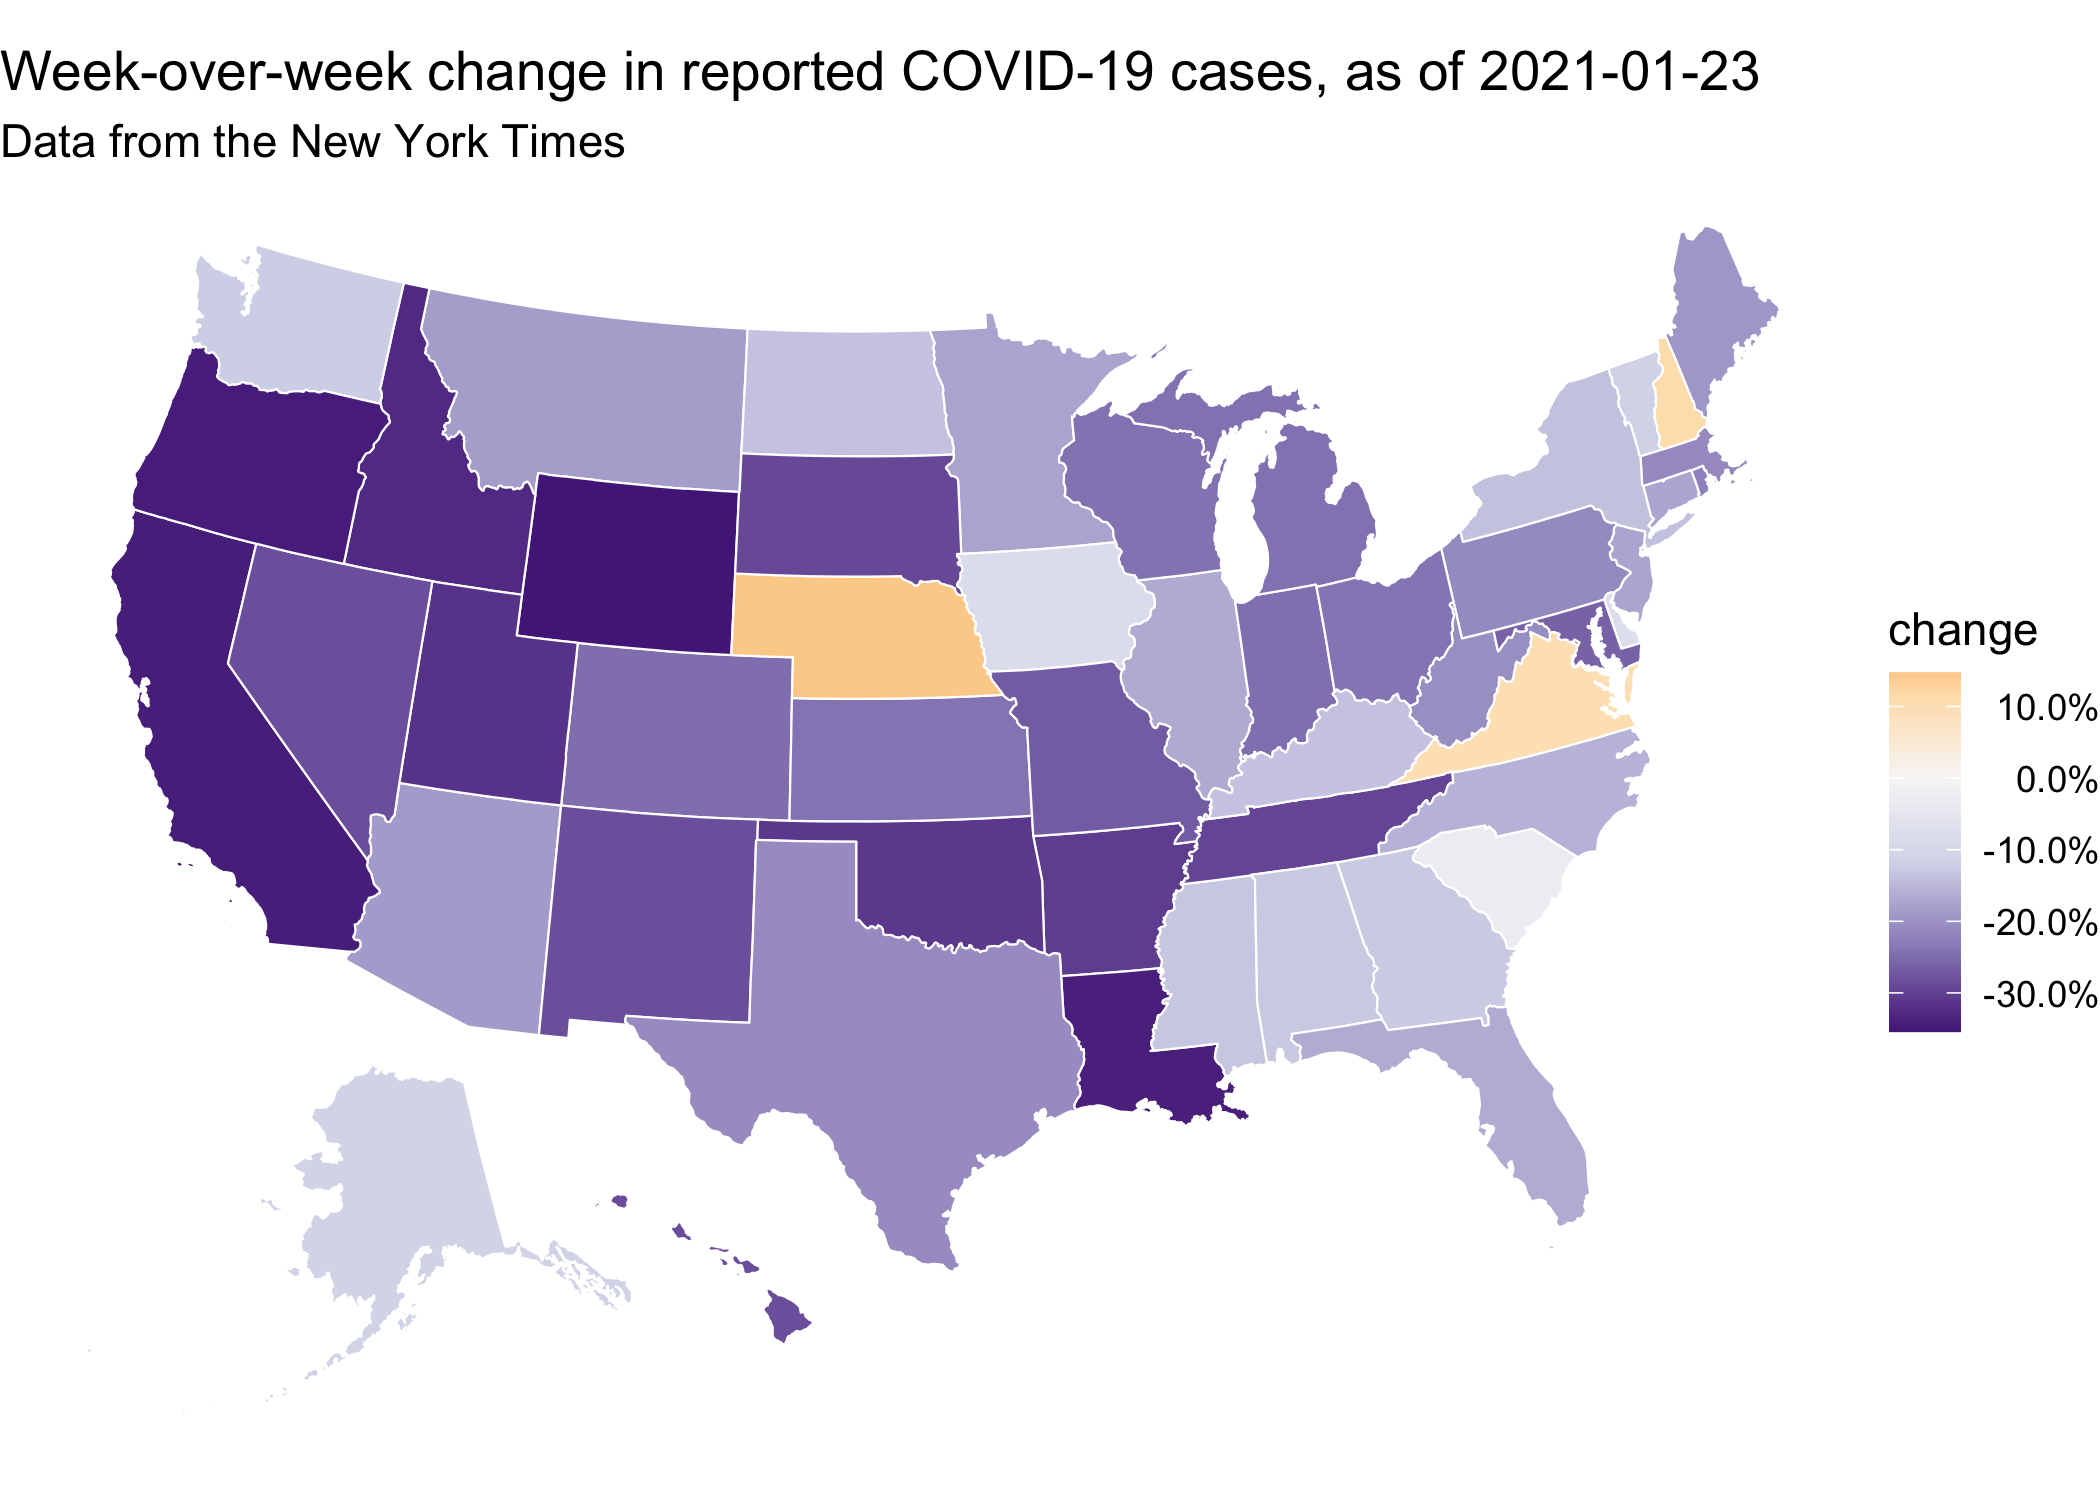 Week-over-week change in reported COVID-19 cases, as of 2021-01-23
Data from the New York Times
change
10.0%
0.0%
-10.0%
-20.0%
-30.0%